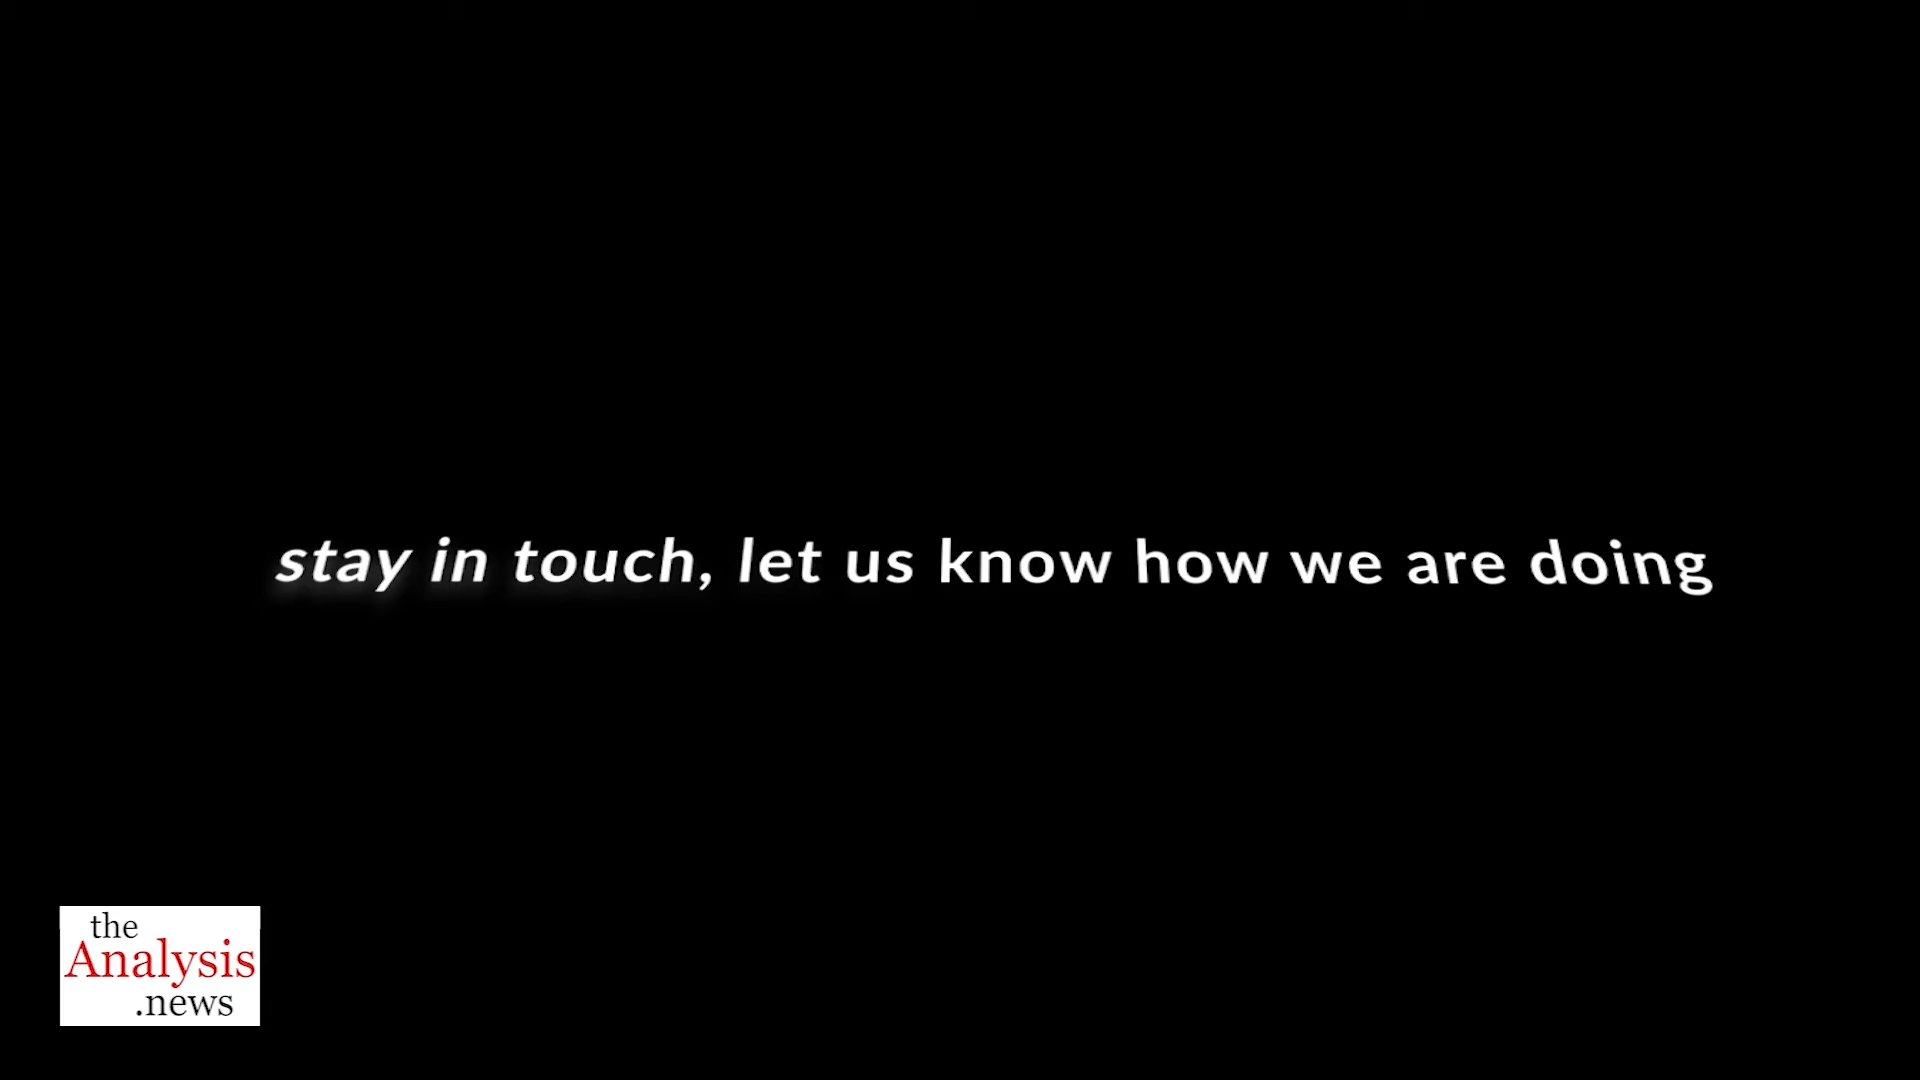 stay in touch, let us know how we are doing
the
Analysis
.news